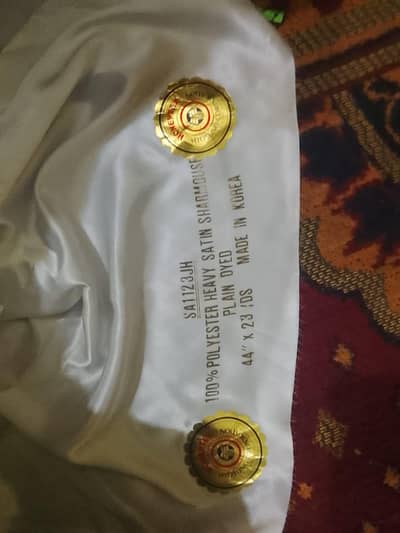 SA1123JH
100% POLYESTER HEAVY SATIN SHARMOUSE
PLAIN DYED
44" X 23 YDS MADE IN KOREA